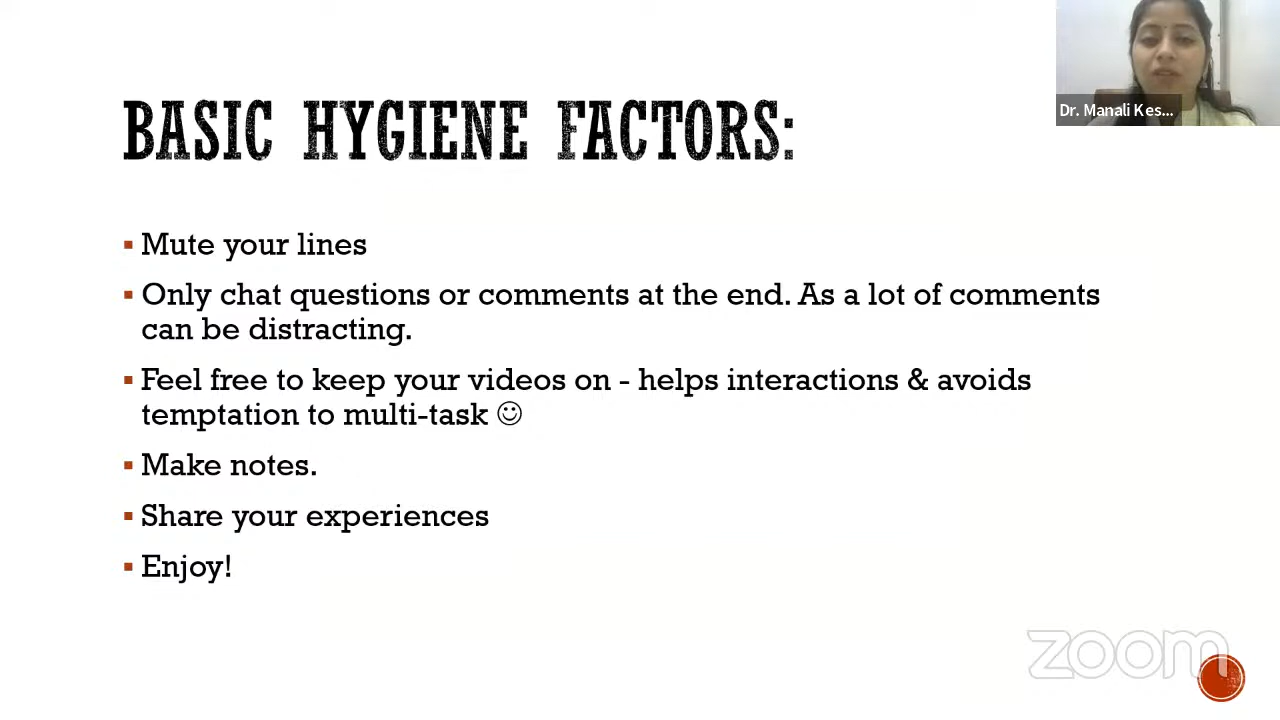 Dr. Manali Kes...
BASIC HYGIENE FACTORS:
Mute your lines
Only chat questions or comments at the end. As a lot of comments
can be distracting.
Feel free to keep your videos on - helps interactions & avoids
temptation to multi-task ☺
Make notes.
Share your experiences
Enjoy!
zoom